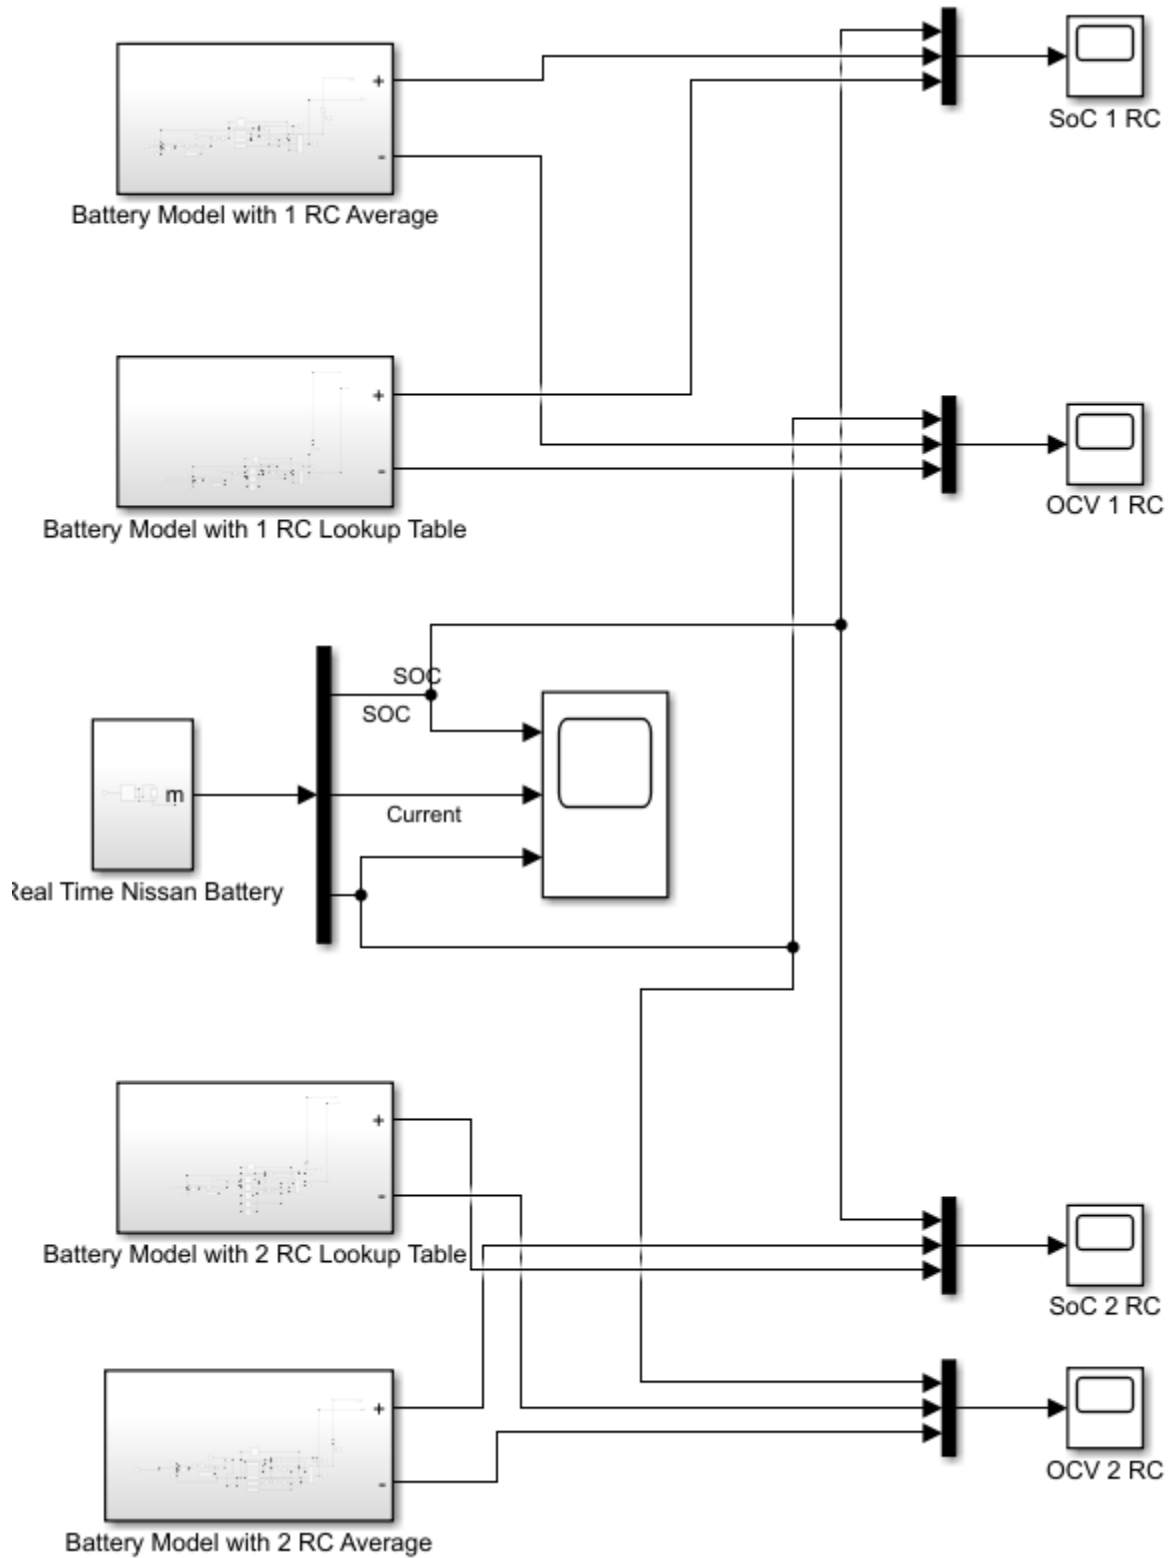 SoC 1 RC
+
-
Battery Model with 1 RC Average
+
-
OCV 1 RC
Battery Model with 1 RC Lookup Table
SOC
SOC
m
Current
Real Time Nissan Battery
+
-
Battery Model with 2 RC Lookup Table
SoC 2 RC
+
-
OCV 2 RC
Battery Model with 2 RC Average